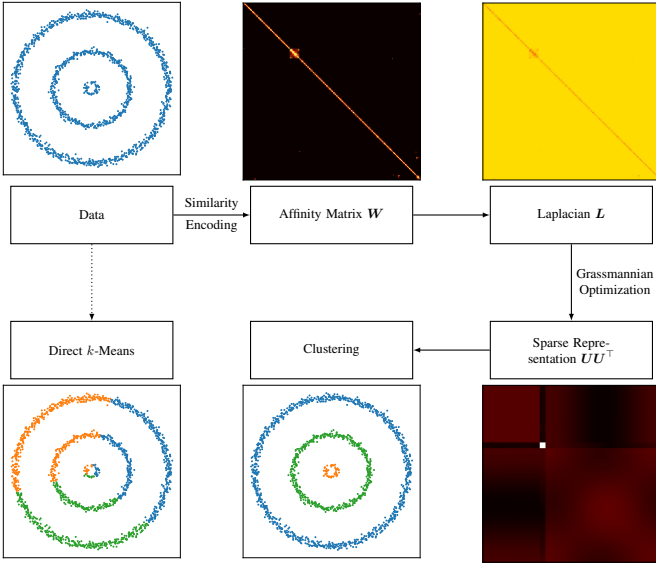 Data
Similarity
Encoding
Affinity Matrix W
Laplacian L
Grassmannian
Optimization
Direct k-Means
Clustering
Sparse Repre-
sentation UU⊤